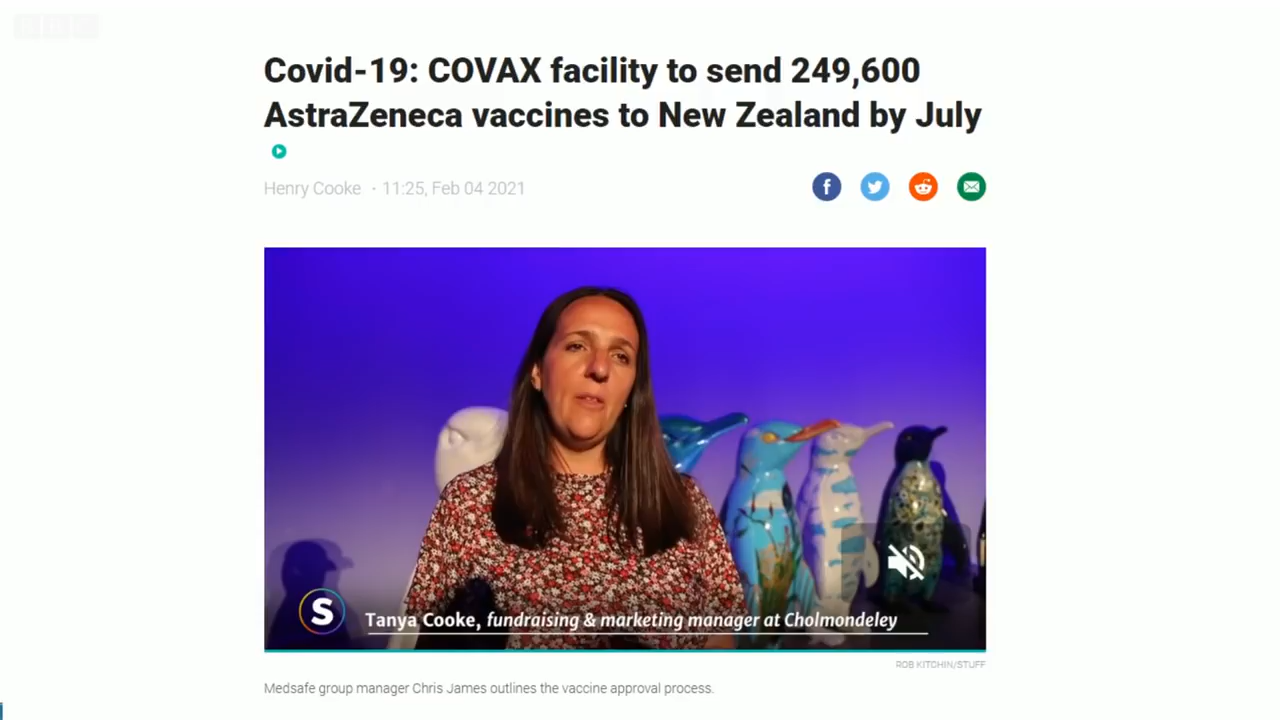 Covid-19: COVAX facility to send 249,600
AstraZeneca vaccines to New Zealand by July
Henry Cooke · 11:25, Feb 04 2021
f
S
Tanya Cooke, fundraising & marketing manager at Cholmondeley
ROB KITCHIN/STUFF
Medsafe group manager Chris James outlines the vaccine approval process.